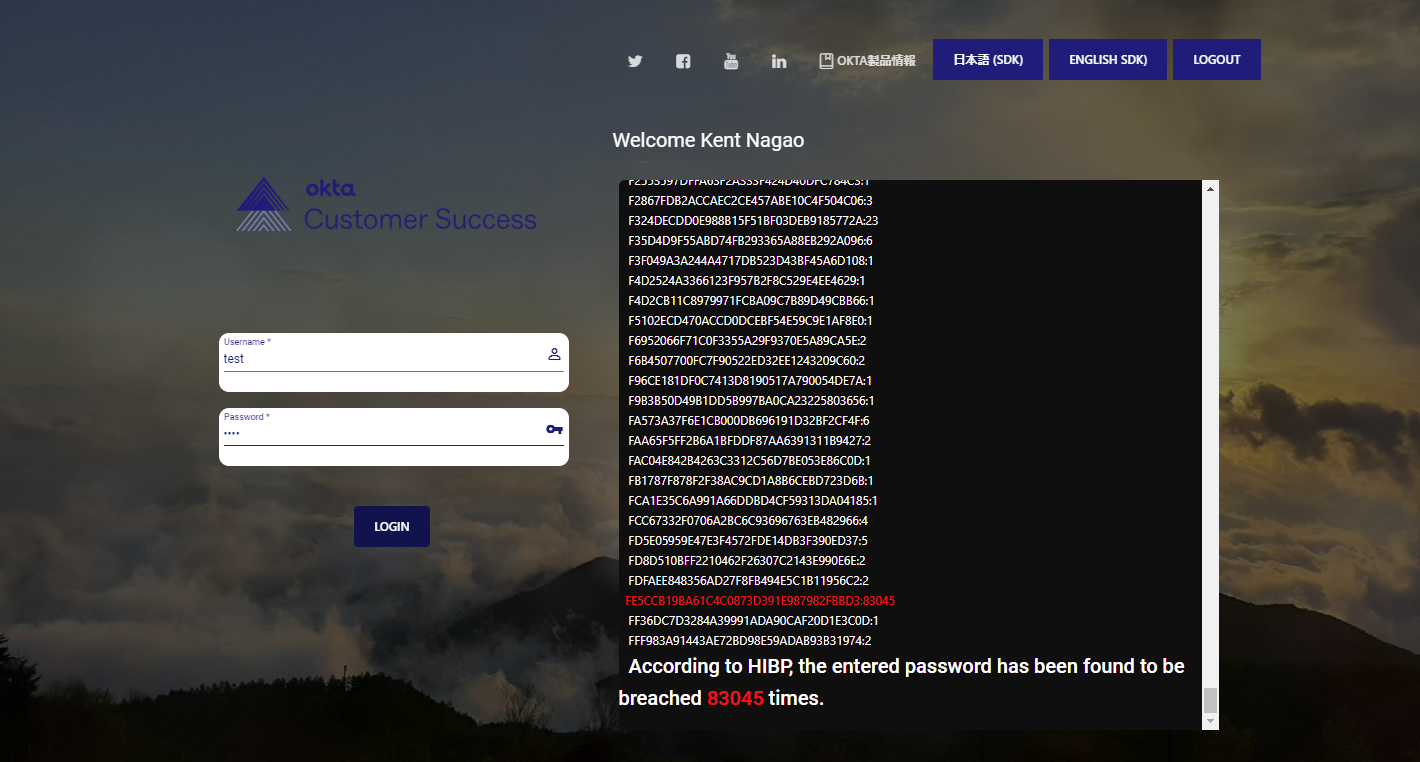 OKTA製品情報
日本語 (SDK)
ENGLISH SDK)
LOGOUT
Welcome Kent Nagao
okta
Customer Success
Username *
test
Password *
••••
LOGIN
F2867FDB2ACCAEC2CE457ABE10C4F504C06:3
F324DECDD0E988B15F51BF03DEB9185772A:23
F35D4D9F55ABD74FB293365A88EB292A096:6
F3F049A3A244A4717DB523D43BF45A6D108:1
F4D2524A3366123F957B2F8C529E4EE4629:1
F4D2CB11C8979971FCBA09C7B89D49CBB66:1
F5102ECD470ACCD0DCEBF54E59C9E1AF8E0:1
F6952066F71C0F3355A29F9370E5A89CA5E:2
F6B4507700FC7F90522ED32EE1243209C60:2
F96CE181DF0C7413D8190517A790054DE7A:1
F9B3B50D49B1DD5B997BA0CA23225803656:1
FA573A37F6E1CB000DB696191D32BF2CF4F:6
FAA65F5FF2B6A1BFDDF87AA6391311B9427:2
FAC04E842B4263C3312C56D7BE053E86C0D:1
FB1787F878F2F38AC9CD1A8B6CEBD723D6B:1
FCA1E35C6A991A66DDBD4CF59313DA04185:1
FCC67332F0706A2BC6C93696763EB482966:4
FD5E05959E47E3F4572FDE14DB3F390ED37:5
FD8D510BFF2210462F26307C2143E990E6E:2
FDFAEE848356AD27F8FB494E5C1B11956C2:2
FE5CCB19BA61C4C0873D391E987982FBBD3:83045
FF36DC7D3284A39991ADA90CAF20D1E3C0D:1
FFF983A91443AE72BD98E59ADAB93B31974:2
According to HIBP, the entered password has been found to be
breached 83045 times.